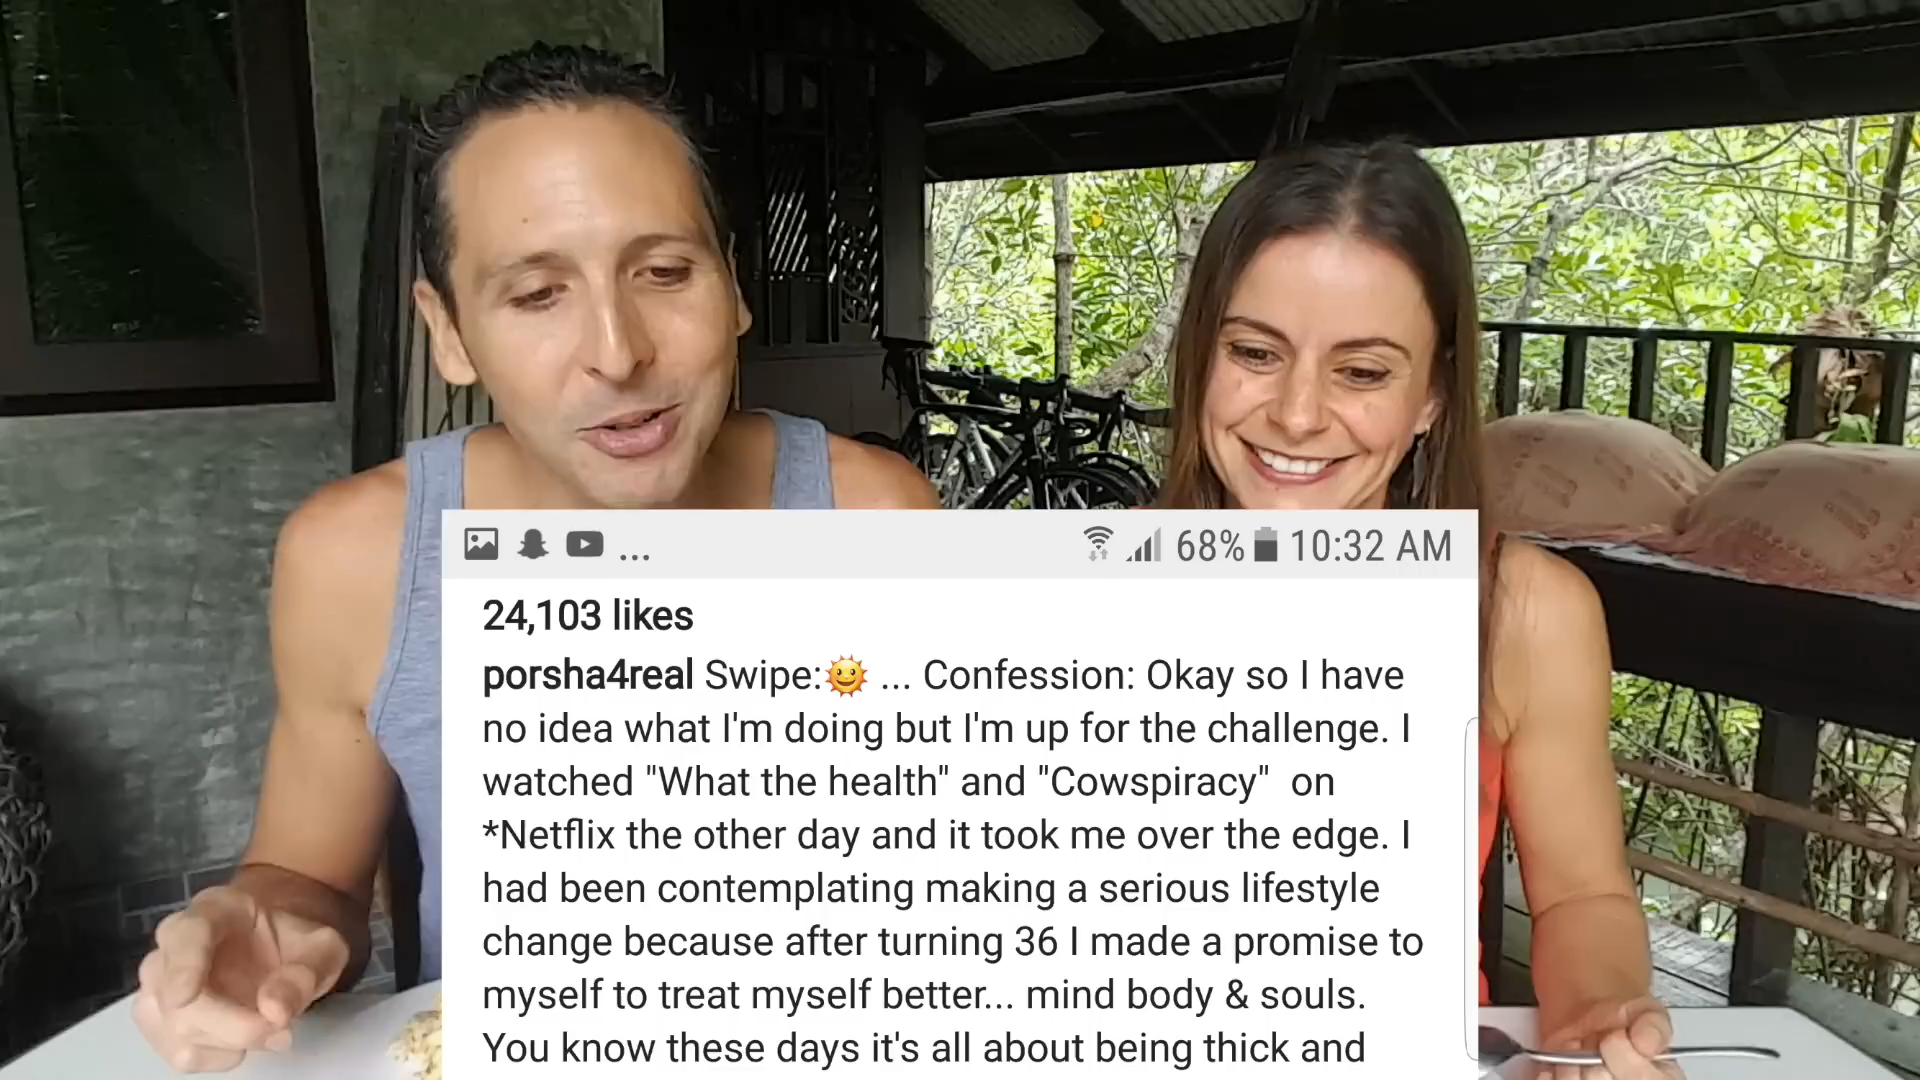 ... 68% 10:32 AM
24,103 likes
porsha4real Swipe:🌞 ... Confession: Okay so I have
no idea what I'm doing but I'm up for the challenge. I
watched "What the health" and "Cowspiracy" on
*Netflix the other day and it took me over the edge. I
had been contemplating making a serious lifestyle
change because after turning 36 I made a promise to
myself to treat myself better... mind body & souls.
You know these days it's all about being thick and